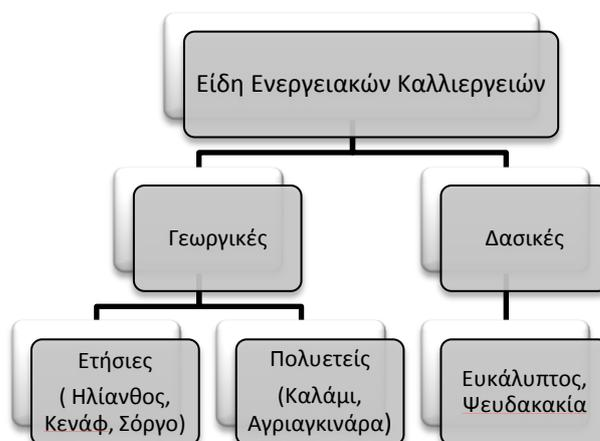 Είδη Ενεργειακών Καλλιεργειών
Γεωργικές
Δασικές
Ετήσιες
( Ηλίανθος,
Κενάφ, Σόργο)
Πολυετείς
(Καλάμι,
Αγριαγκινάρα)
Ευκάλυπτος,
Ψευδακακία